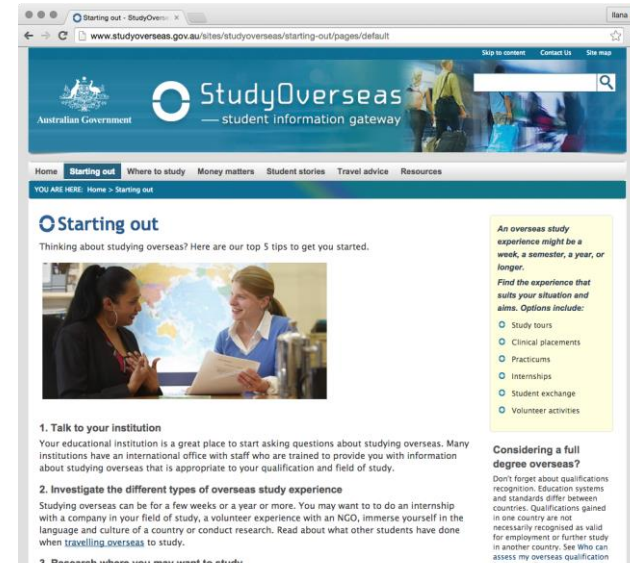 Starting out - StudyOvers
Ilana
www.studyoverseas.gov.au/sites/studyoverseas/starting-out/pages/default
Skip to content Contact Us Site map
Australian Government
StudyOverseas
— student information gateway
Home Starting out Where to study Money matters Student stories Travel advice Resources
YOU ARE HERE: Home > Starting out
Starting out
Thinking about studying overseas? Here are our top 5 tips to get you started.
1. Talk to your institution
Your educational institution is a great place to start asking questions about studying overseas. Many
institutions have an international office with staff who are trained to provide you with information
about studying overseas that is appropriate to your qualification and field of study.
2. Investigate the different types of overseas study experience
Studying overseas can be for a few weeks or a year or more. You may want to to do an internship
with a company in your field of study, a volunteer experience with an NGO, immerse yourself in the
language and culture of a country or conduct research. Read about what other students have done
when travelling overseas to study.
3. Research where you may want to study
An overseas study
experience might be a
week, a semester, a year, or
longer.
Find the experience that
suits your situation and
aims. Options include:
Study tours
Clinical placements
Practicums
Internships
Student exchange
Volunteer activities
Considering a full
degree overseas?
Don't forget about qualifications
recognition. Education systems
and standards differ between
countries. Qualifications gained
in one country are not
necessarily recognised as valid
for employment or further study
in another country. See Who can
assess my overseas qualification